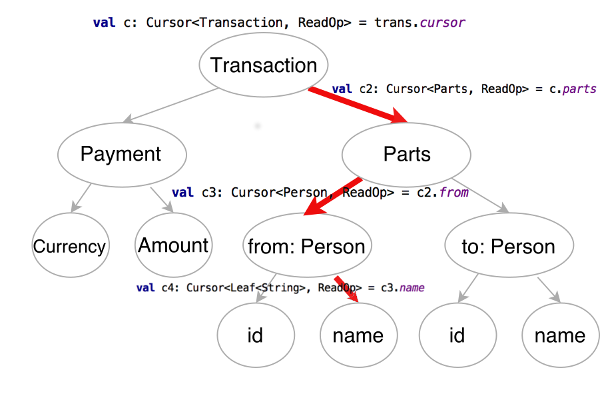 val c: Cursor<Transaction, ReadOp> = trans.cursor
Transaction
val c2: Cursor<Parts, ReadOp> = c.parts
Payment
Parts
val c3: Cursor<Person, ReadOp> = c2.from
Currency
Amount
from: Person
to: Person
val c4: Cursor<Leaf<String>, ReadOp> = c3.name
id
name
id
name